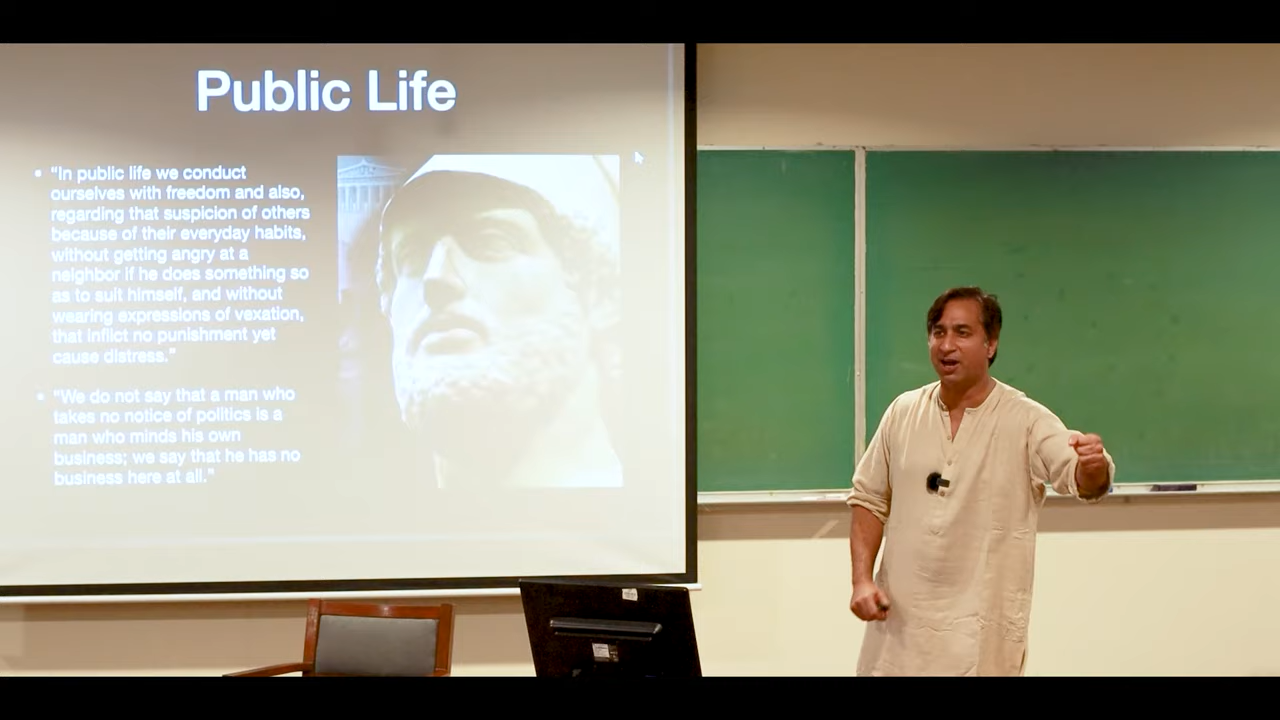 Public Life
• "In public life we conduct
ourselves with freedom and also,
regarding that suspicion of others
because of their everyday habits,
without getting angry at a
neighbor if he does something so
as to suit himself, and without
wearing expressions of vexation,
that inflict no punishment yet
cause distress."
• "We do not say that a man who
takes no notice of politics is a
man who minds his own
business; we say that he has no
business here at all."